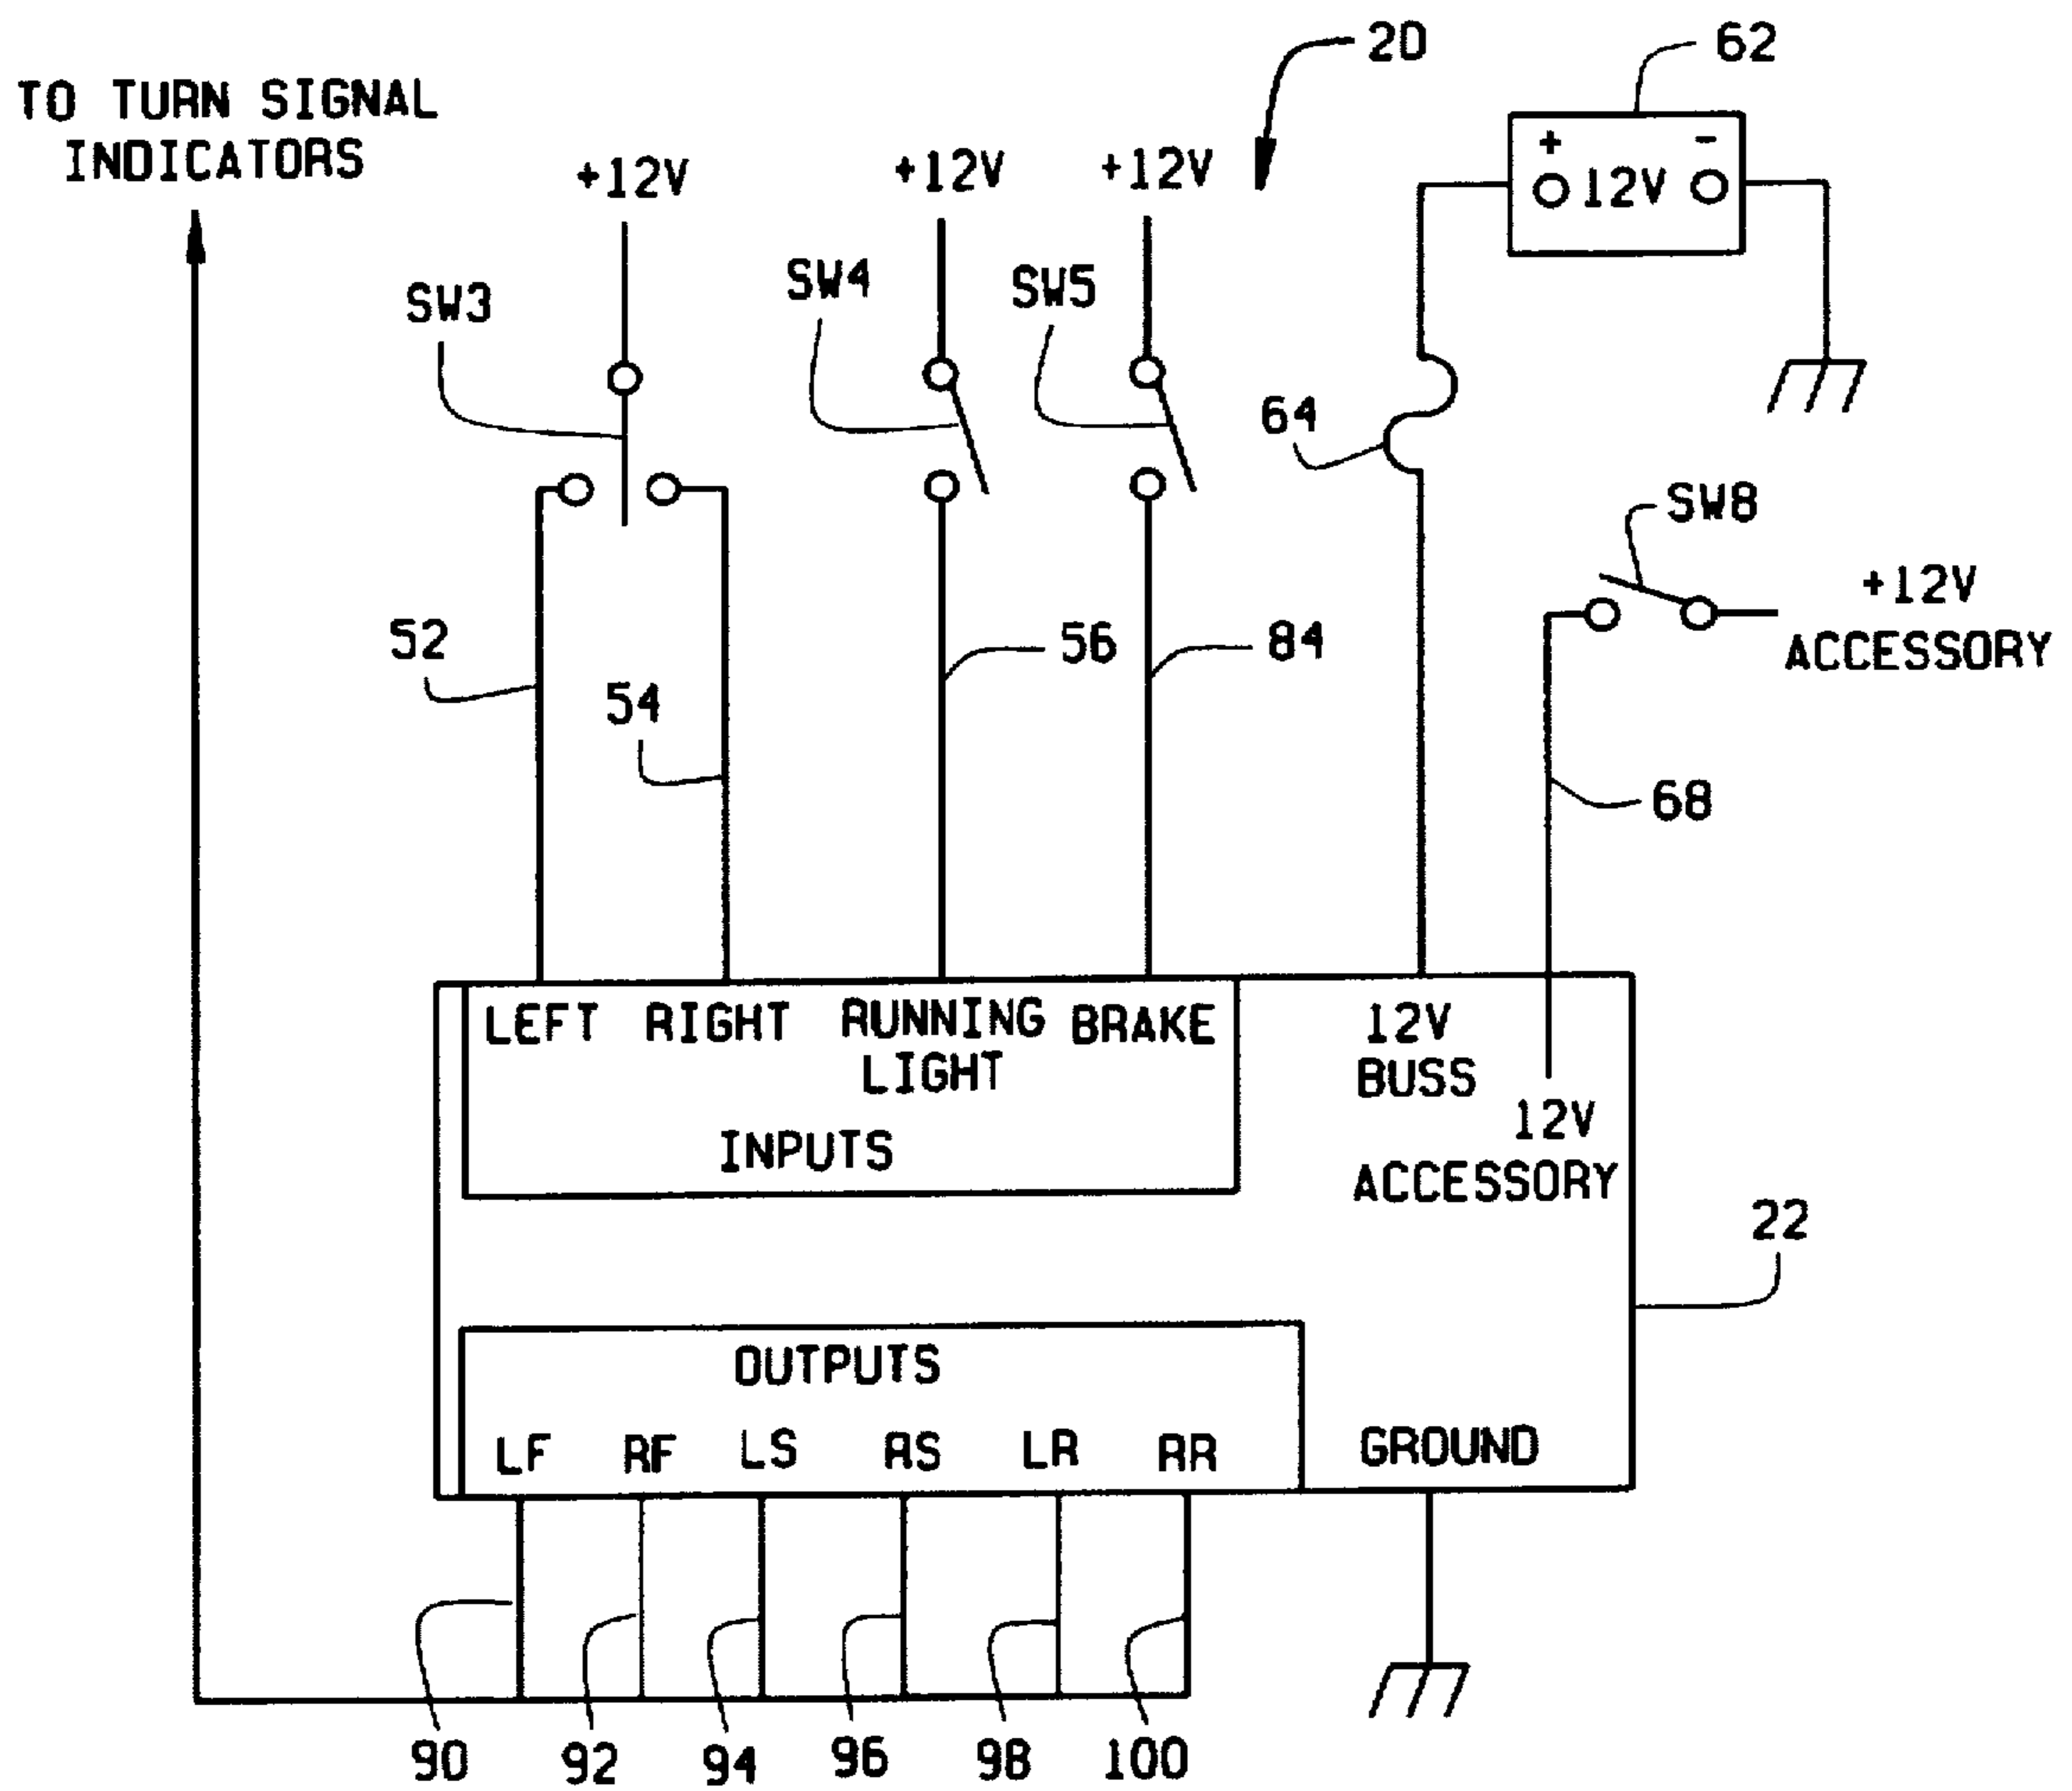 20
62
TO TURN SIGNAL
INDICATORS
+12V
+12V
+12V
+ -
12V
SW3
SW4
SW5
64
SW8
+12V
ACCESSORY
52
54
56
84
68
LEFT RIGHT RUNNING
LIGHT BRAKE
INPUTS
12V
BUSS
12V
ACCESSORY
22
OUTPUTS
LF RF LS RS LR RR
GROUND
90 92 94 96 98 100